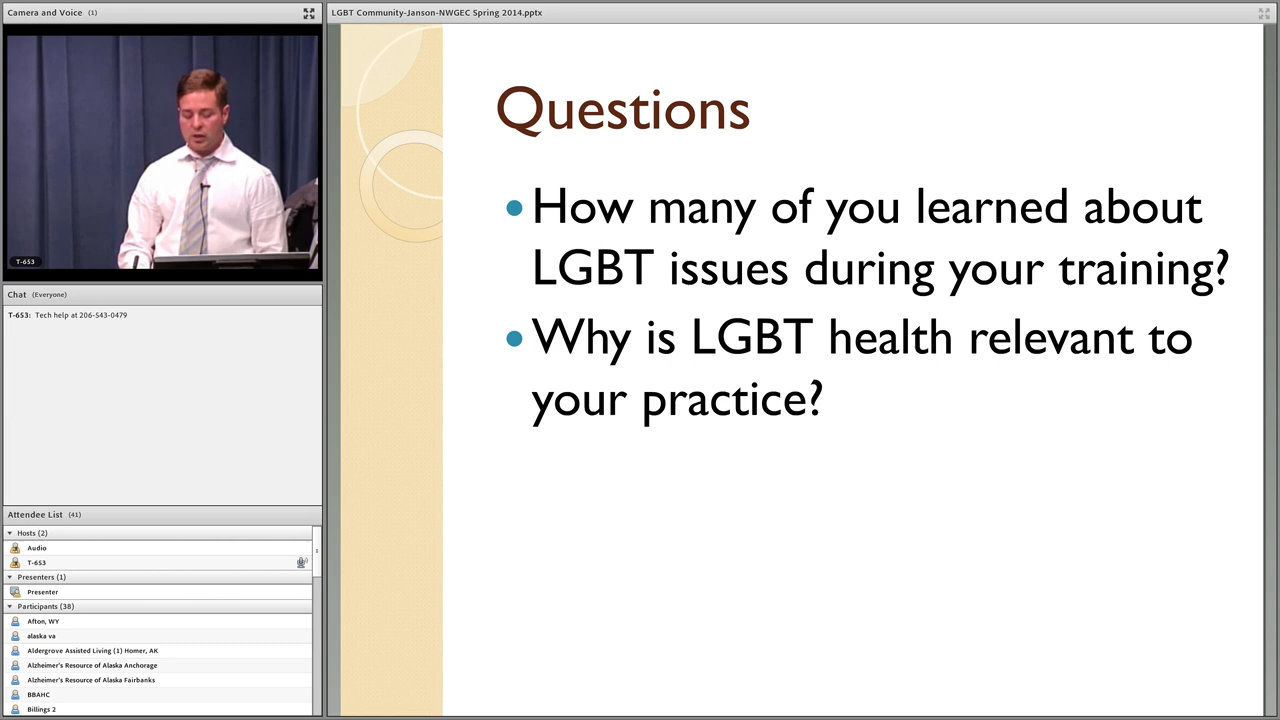 Camera and Voice (1)
T-653
Chat (Everyone)
T-653: Tech help at 206-543-0479
Attendee List (41)
Hosts (2)
Audio
T-653
Presenters (1)
Presenter
Participants (38)
Afton, WY
alaska va
Aldergrove Assisted Living (1) Homer, AK
Alzheimer's Resource of Alaska Anchorage
Alzheimer's Resource of Alaska Fairbanks
BBAHC
Billings 2
LGBT Community-Janson-NWGEC Spring 2014.pptx
Questions
• How many of you learned about
LGBT issues during your training?
• Why is LGBT health relevant to
your practice?